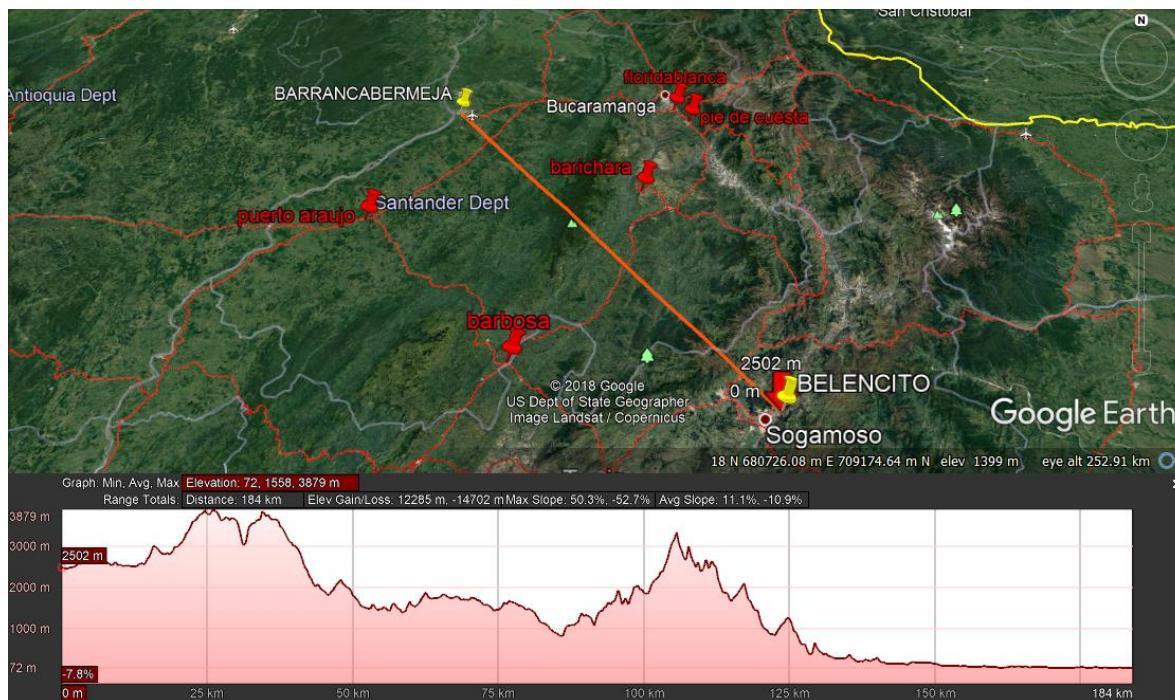 San Cristobal
N
Antioquia Dept
BARRANCABERMEJA
floridablanca
Bucaramanga
pie de cuesta
barichara
puerto araujo
Santander Dept
barbosa
2502 m
0 m
BELENCITO
© 2018 Google
US Dept of State Geographer
Image Landsat / Copernicus
Google Earth
Sogamoso
18 N 680726.08 m E 709174.64 m N elev 1399 m eye alt 252.91 km
Graph: Min, Avg, Max Elevation: 72, 1558, 3879 m
Range Totals: Distance: 184 km Elev Gain/Loss: 12285 m, -14702 m Max Slope: 50.3%, -52.7% Avg Slope: 11.1%, -10.9%
3879 m
3000 m
2502 m
2000 m
1000 m
72 m
-7.8%
0 m 25 km 50 km 75 km 100 km 125 km 150 km 184 km